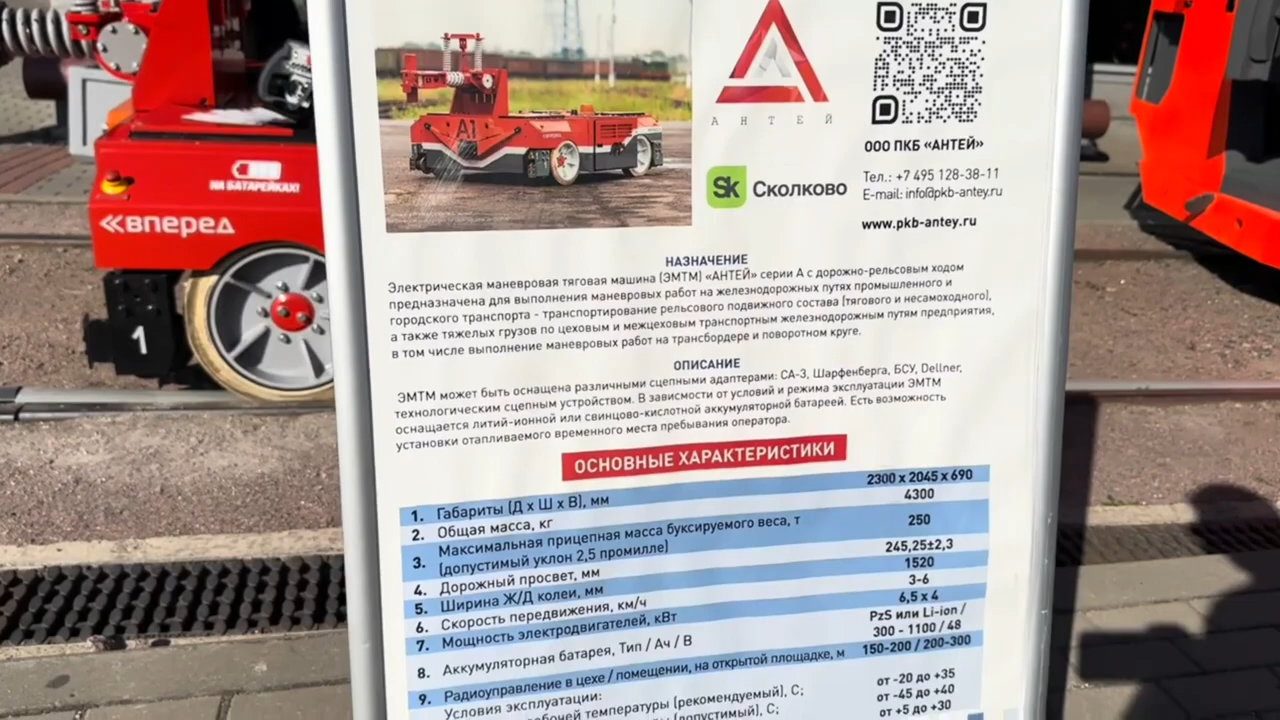 А1
АНТЕЙ
ООО ПКБ «АНТЕЙ»
Sk Сколково
Тел.: +7 495 128-38-11
E-mail: info@pkb-antey.ru
www.pkb-antey.ru
НА БАТАРЕЙКАХ!
«вперед
1
НАЗНАЧЕНИЕ
Электрическая маневровая тяговая машина (ЭМТМ) «АНТЕЙ» серии А с дорожно-рельсовым ходом
предназначена для выполнения маневровых работ на железнодорожных путях промышленного и
городского транспорта - транспортирование рельсового подвижного состава (тягового и несамоходного),
а также тяжелых грузов по цеховым и межцеховым транспортным железнодорожным путям предприятия,
в том числе выполнение маневровых работ на трансбордере и поворотном круге.
ОПИСАНИЕ
ЭМТМ может быть оснащена различными сцепными адаптерами: СА-3, Шарфенберга, БСУ, Dellner,
технологическим сцепным устройством. В зависимости от условий и режима эксплуатации ЭМТМ
оснащается литий-ионной или свинцово-кислотной аккумуляторной батареей. Есть возможность
установки отапливаемого временного места пребывания оператора.
ОСНОВНЫЕ ХАРАКТЕРИСТИКИ
1. Габариты (Д х Ш х В), мм 2300 x 2045 x 690
2. Общая масса, кг 4300
3. Максимальная прицепная масса буксируемого веса, т
(допустимый уклон 2,5 промилле) 250
4. Дорожный просвет, мм 245,25±2,3
5. Ширина Ж/Д колеи, мм 1520
6. Скорость передвижения, км/ч 3-6
7. Мощность электродвигателей, кВт 6,5 x 4
8. Аккумуляторная батарея, Тип / Ач / В PzS или Li-ion /
300 - 1100 / 48
9. Радиоуправление в цехе / помещении, на открытой площадке, м 150-200 / 200-300
Условия эксплуатации:
бочей температуры (рекомендуемый), С; от -20 до +35
(допустимый), С; от -45 до +40
от +5 до +30